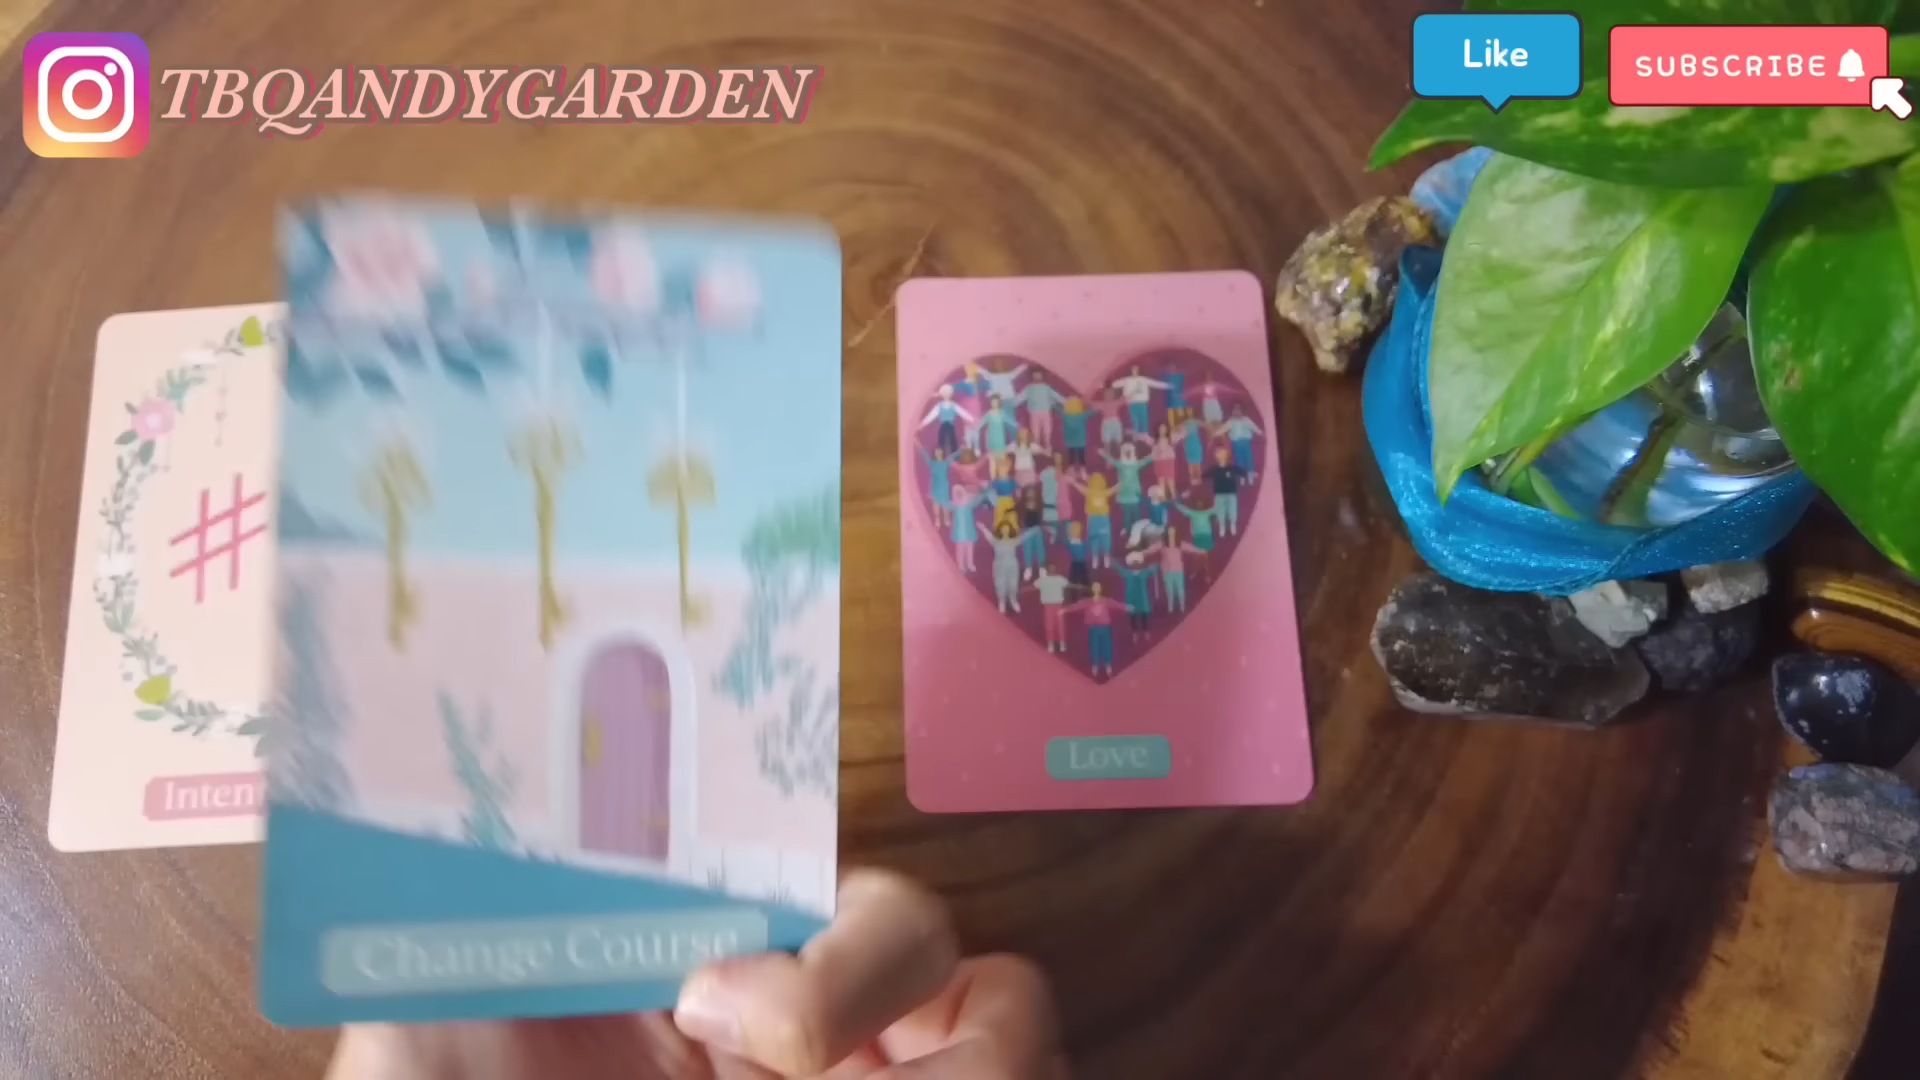 TBQANDYGARDEN
Like
SUBSCRIBE
#
Inten
Change Course
Love